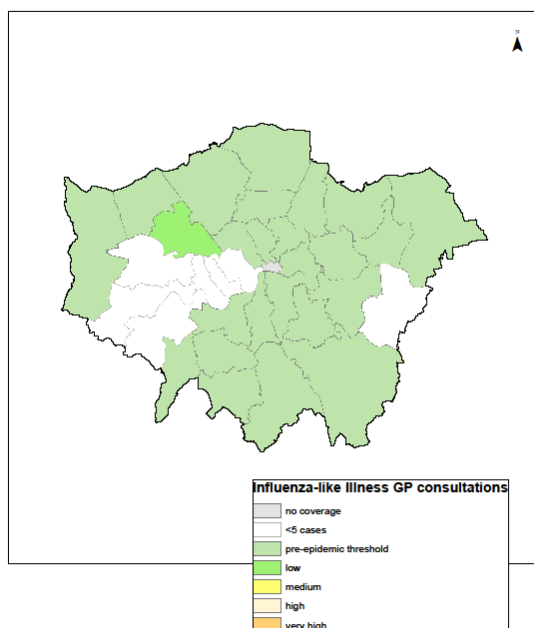 N
Influenza-like Illness GP consultations
no coverage
<5 cases
pre-epidemic threshold
low
medium
high
very high